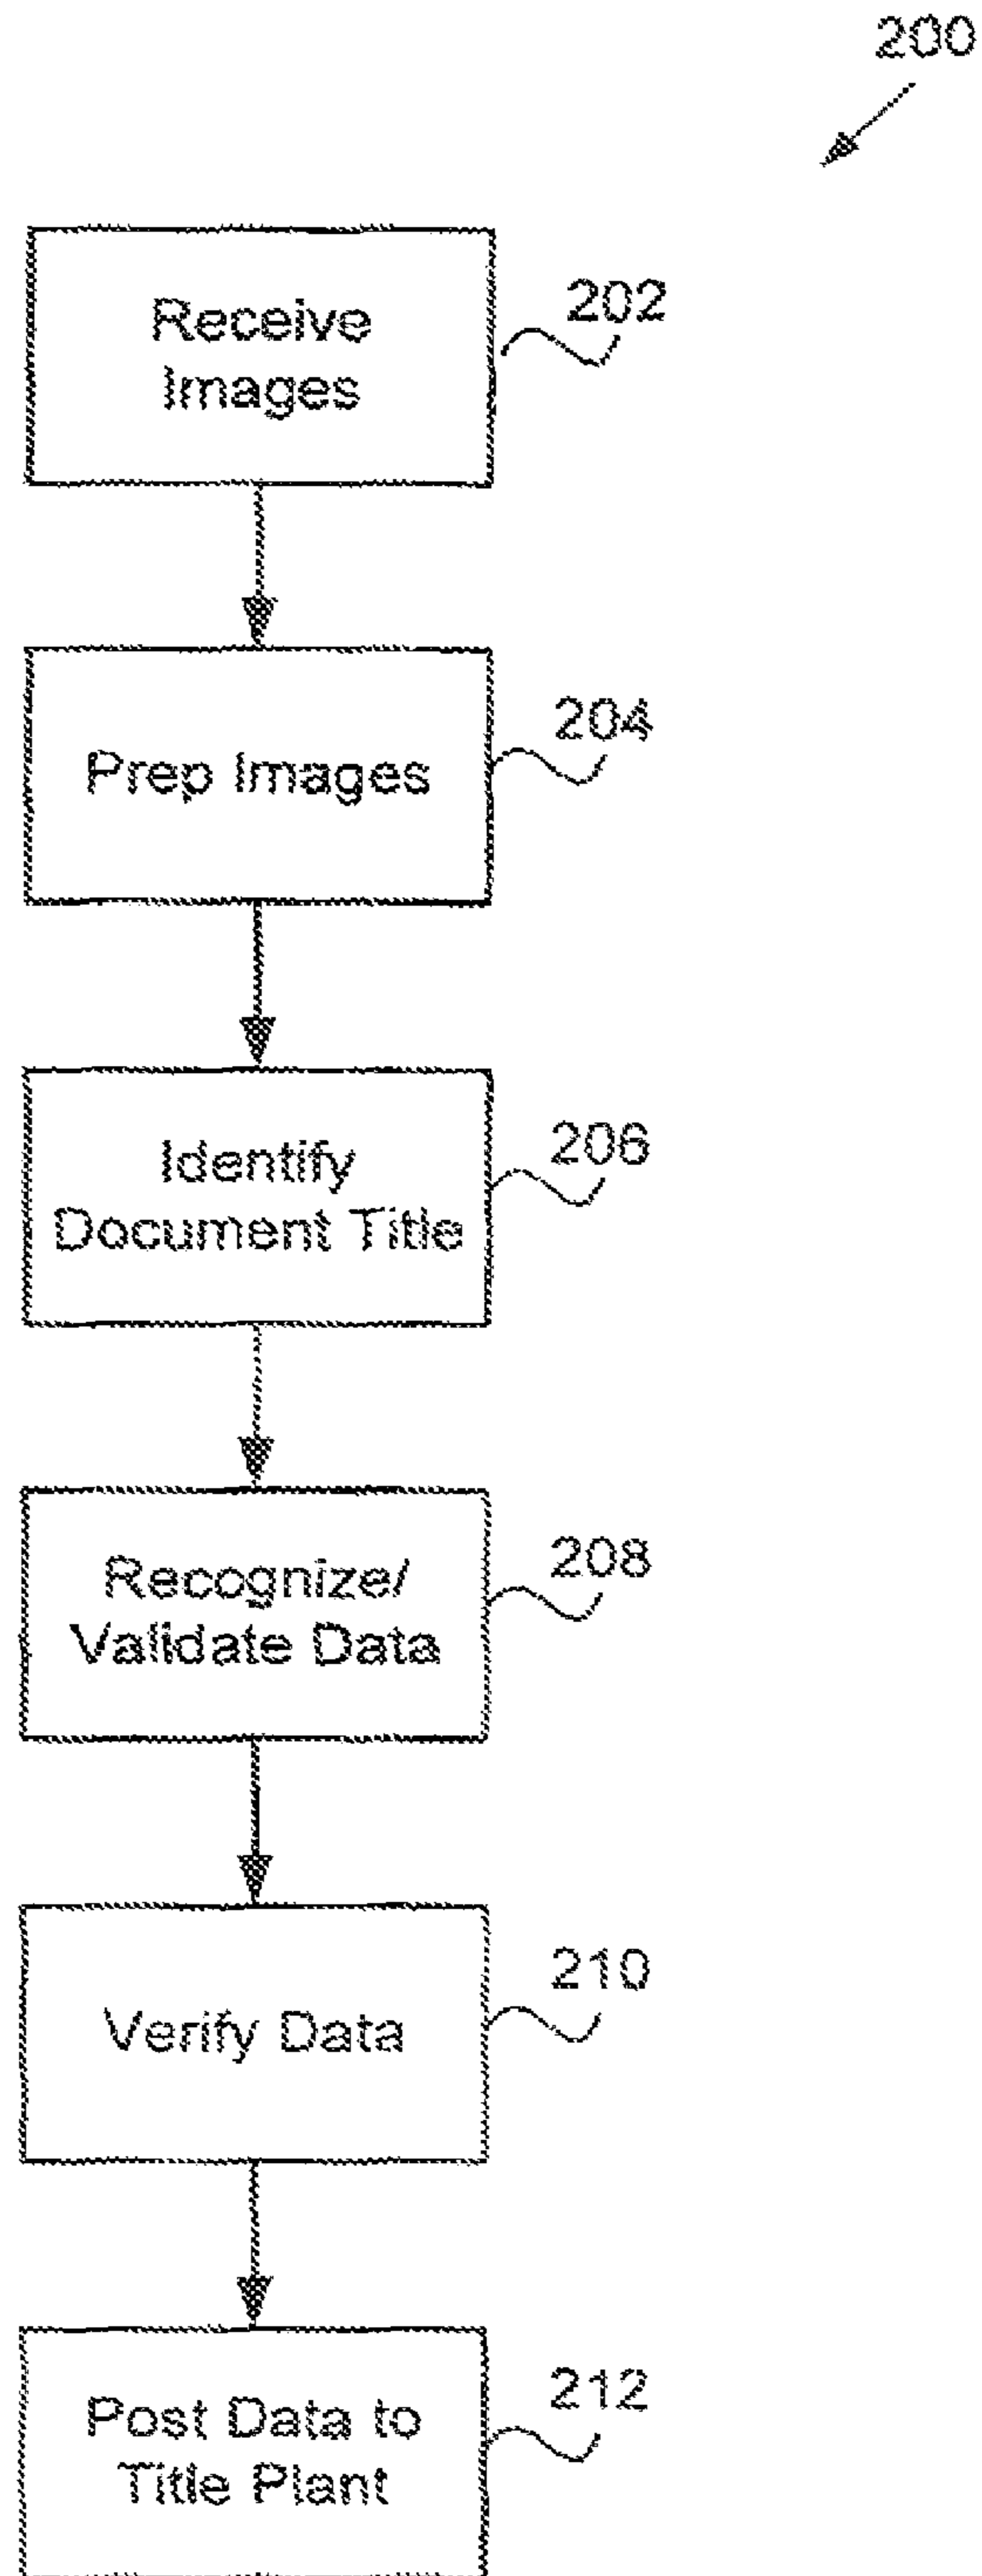 200
Receive
Images
202
Prep Images
204
Identify
Document Title
206
Recognize/
Validate Data
208
Verify Data
210
Post Data to
Title Plant
212